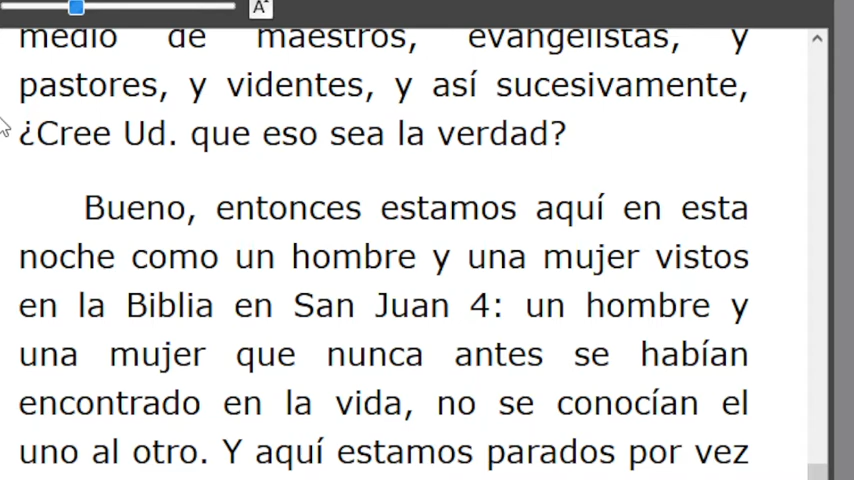 A
medio de maestros, evangelistas, y
pastores, y videntes, y así sucesivamente,
¿Cree Ud. que eso sea la verdad?
Bueno, entonces estamos aquí en esta
noche como un hombre y una mujer vistos
en la Biblia en San Juan 4: un hombre y
una mujer que nunca antes se habían
encontrado en la vida, no se conocían el
uno al otro. Y aquí estamos parados por vez